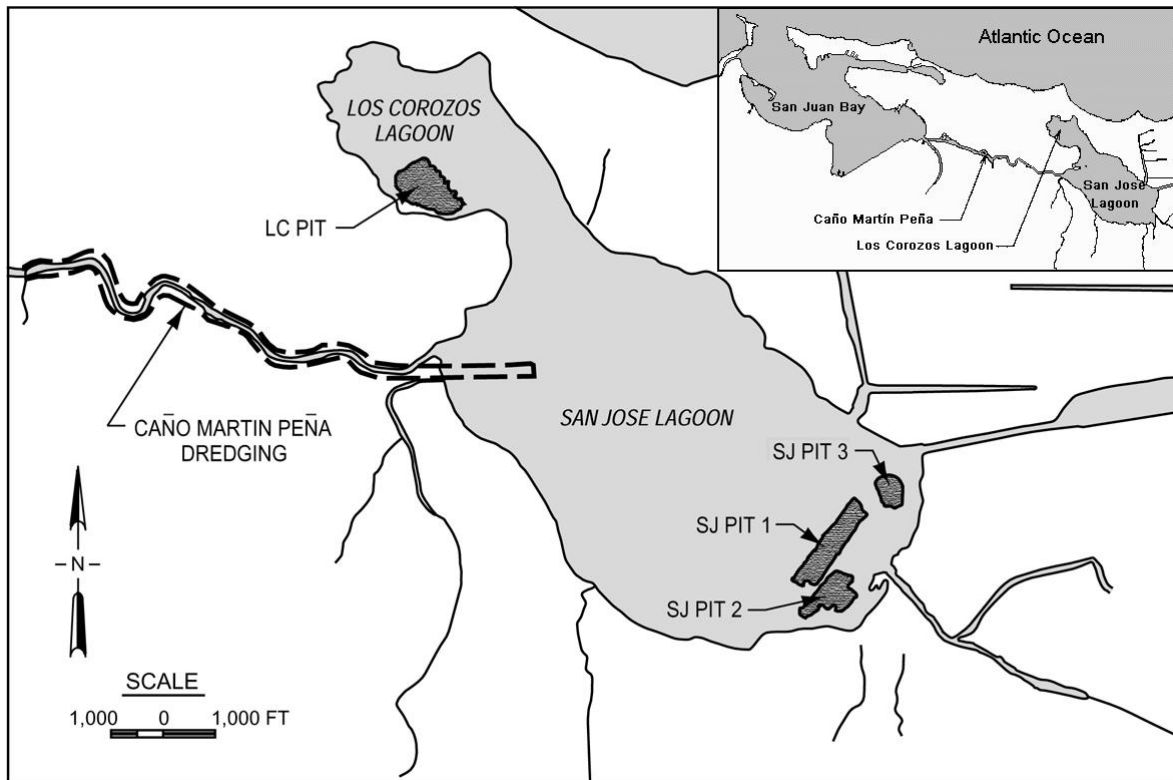 Atlantic Ocean
San Juan Bay
San Jose
Lagoon
Caño Martín Peña
Los Corozos Lagoon
LOS COROZOS
LAGOON
LC PIT
CAÑO MARTIN PEÑA
DREDGING
SAN JOSE LAGOON
SJ PIT 3
SJ PIT 1
SJ PIT 2
N
SCALE
1,000 0 1,000 FT